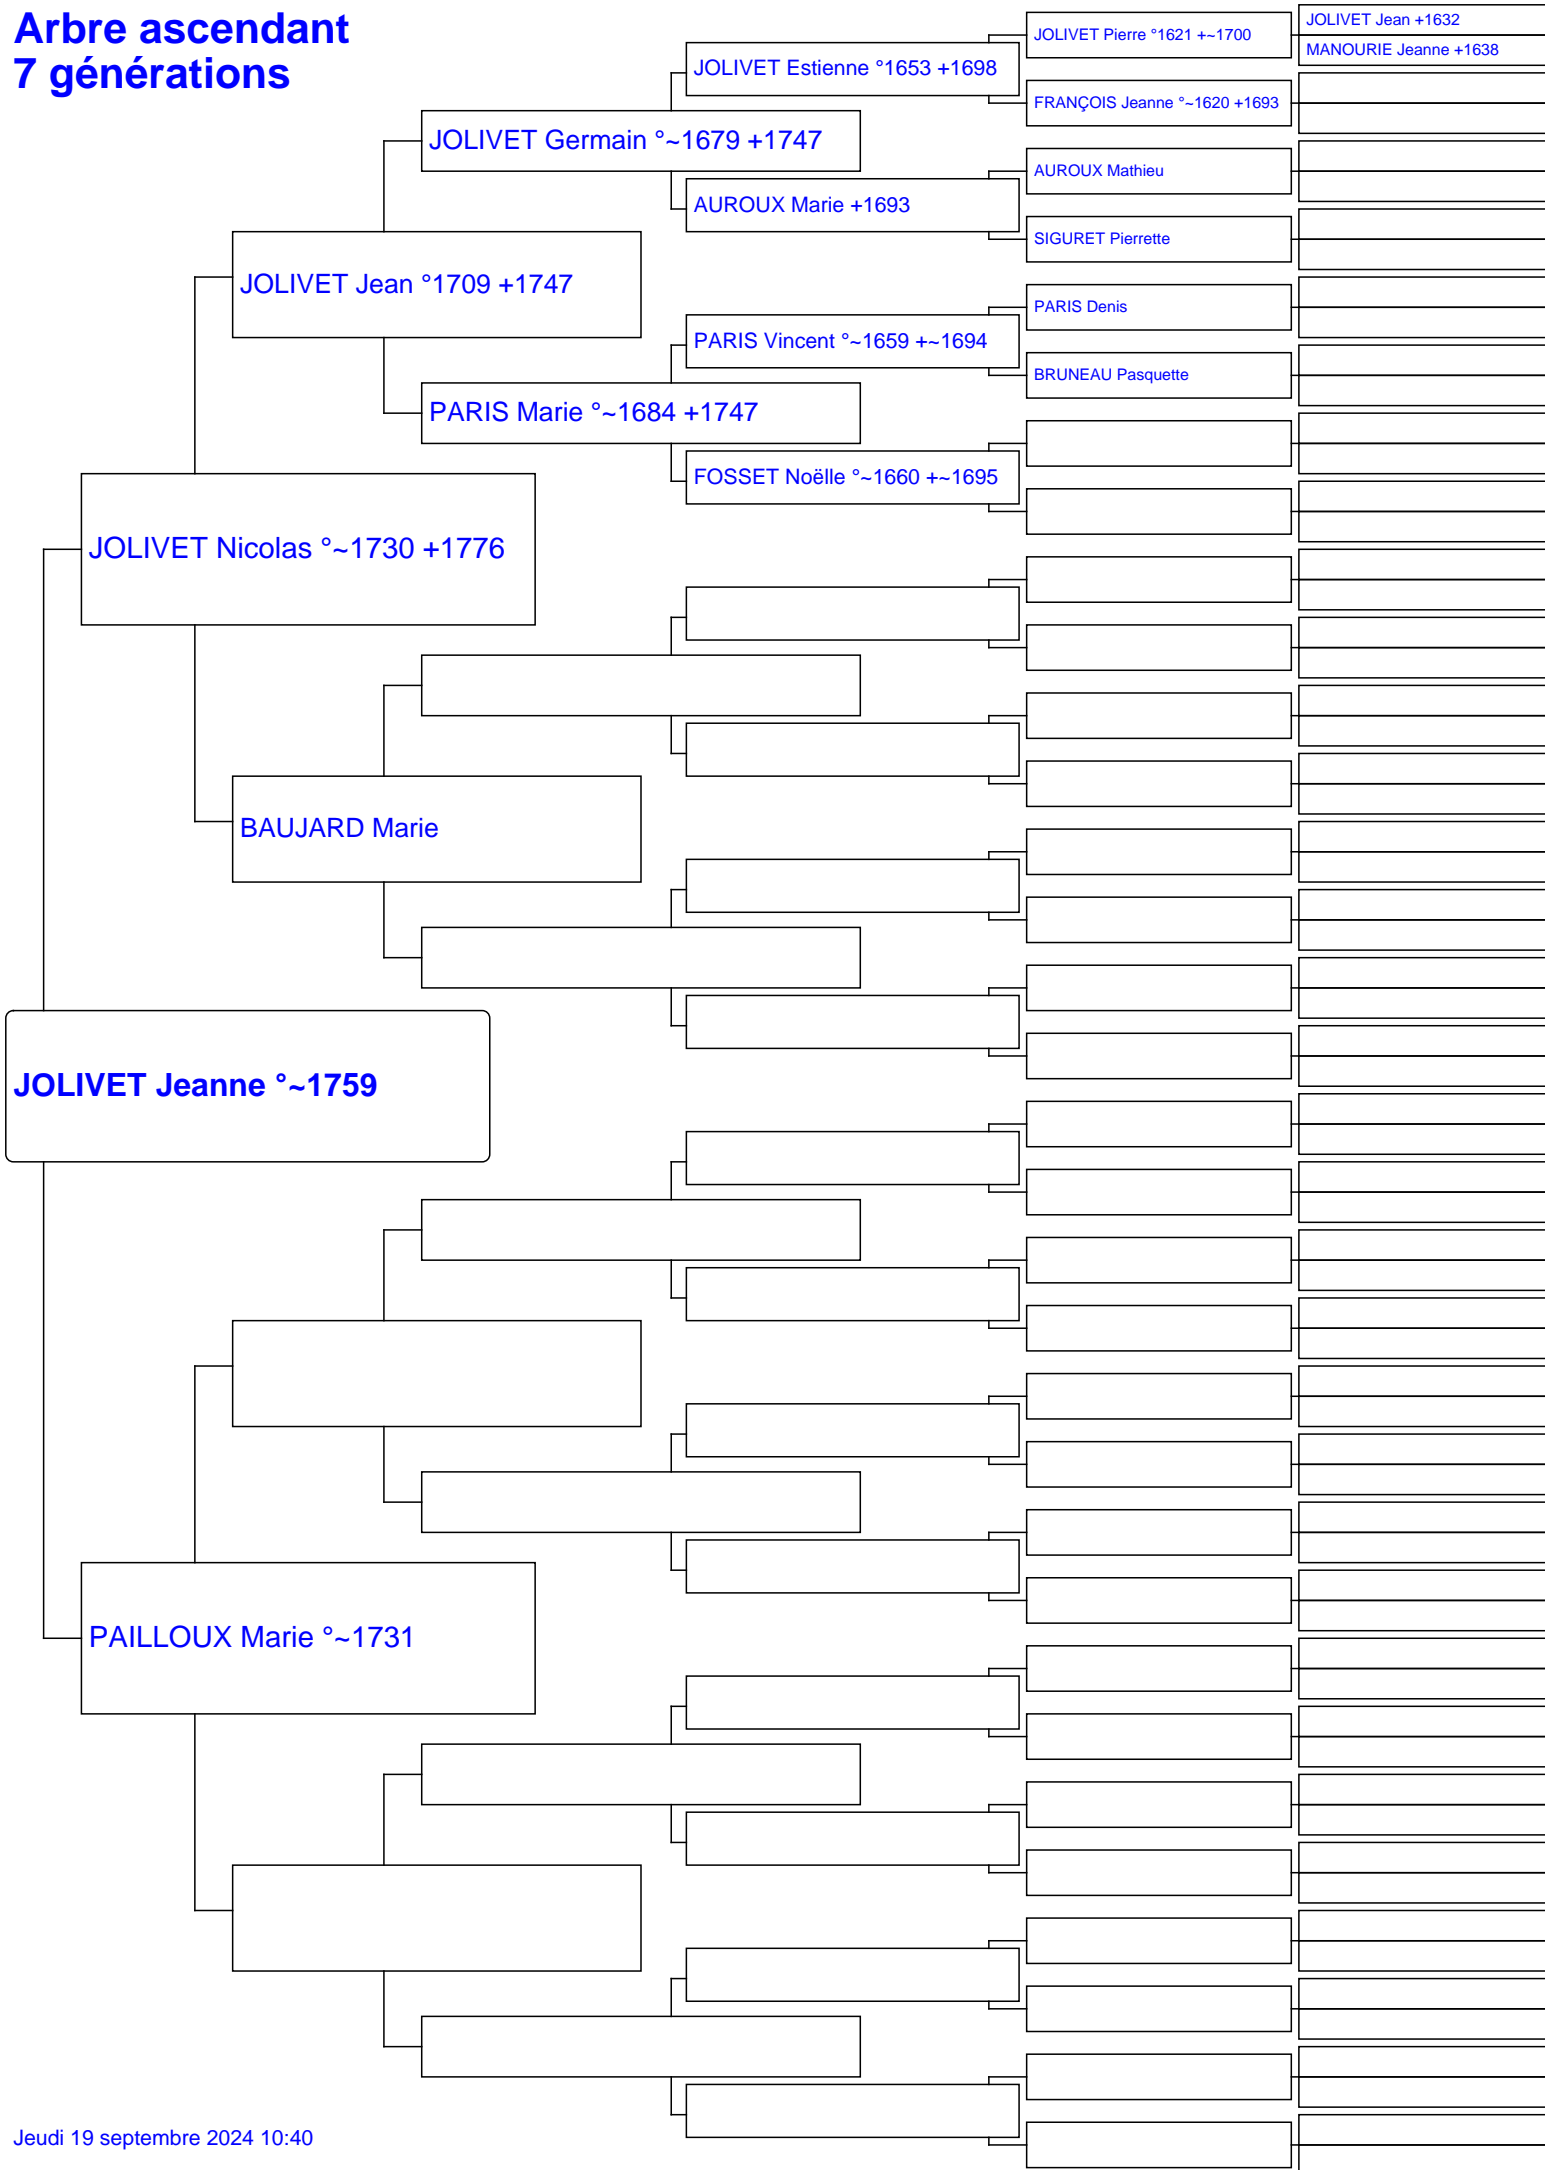 Arbre ascendant
7 générations
JOLIVET Jean +1632
JOLIVET Pierre °1621 +~1700
MANOURIE Jeanne +1638
JOLIVET Estienne °1653 +1698
FRANÇOIS Jeanne °~1620 +1693
JOLIVET Germain °~1679 +1747
AUROUX Mathieu
AUROUX Marie +1693
SIGURET Pierrette
JOLIVET Jean °1709 +1747
PARIS Denis
PARIS Vincent °~1659 +~1694
BRUNEAU Pasquette
PARIS Marie °~1684 +1747
FOSSET Noëlle °~1660 +~1695
JOLIVET Nicolas °~1730 +1776
BAUJARD Marie
JOLIVET Jeanne °~1759
PAILLOUX Marie °~1731
Jeudi 19 septembre 2024 10:40